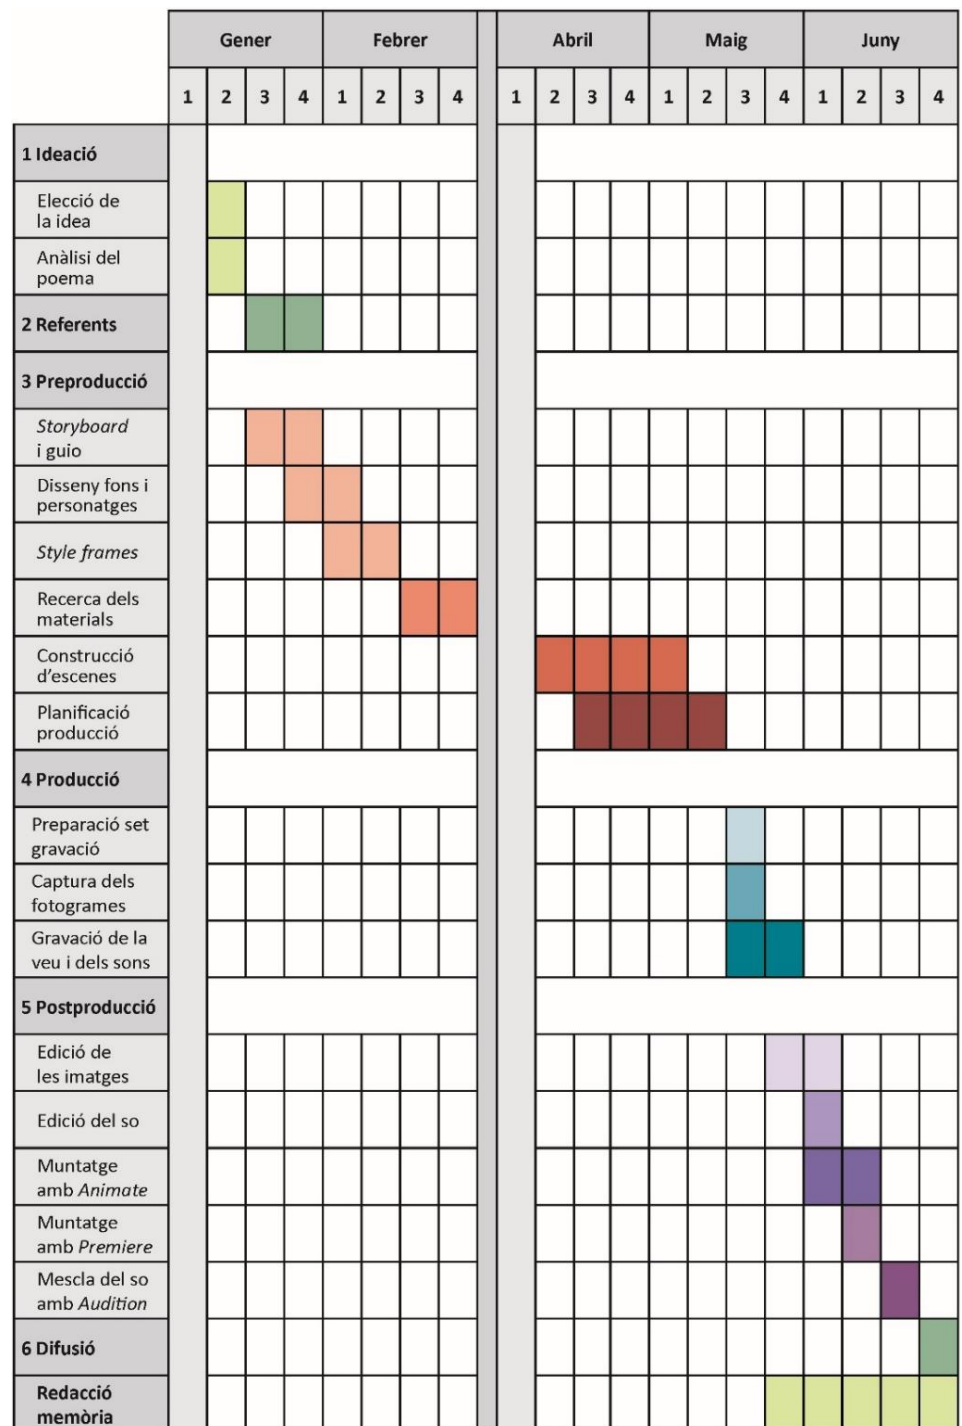 Gener Febrer Abril Maig Juny
1 2 3 4 1 2 3 4 1 2 3 4 1 2 3 4 1 2 3 4
1 Ideació
Elecció de
la idea
Anàlisi del
poema
2 Referents
3 Preproducció
Storyboard
i guio
Disseny fons i
personatges
Style frames
Recerca dels
materials
Construcció
d’escenes
Planificació
producció
4 Producció
Preparació set
gravació
Captura dels
fotogrames
Gravació de la
veu i dels sons
5 Postproducció
Edició de
les imatges
Edició del so
Muntatge
amb Animate
Muntatge
amb Premiere
Mescla del so
amb Audition
6 Difusió
Redacció
memòria